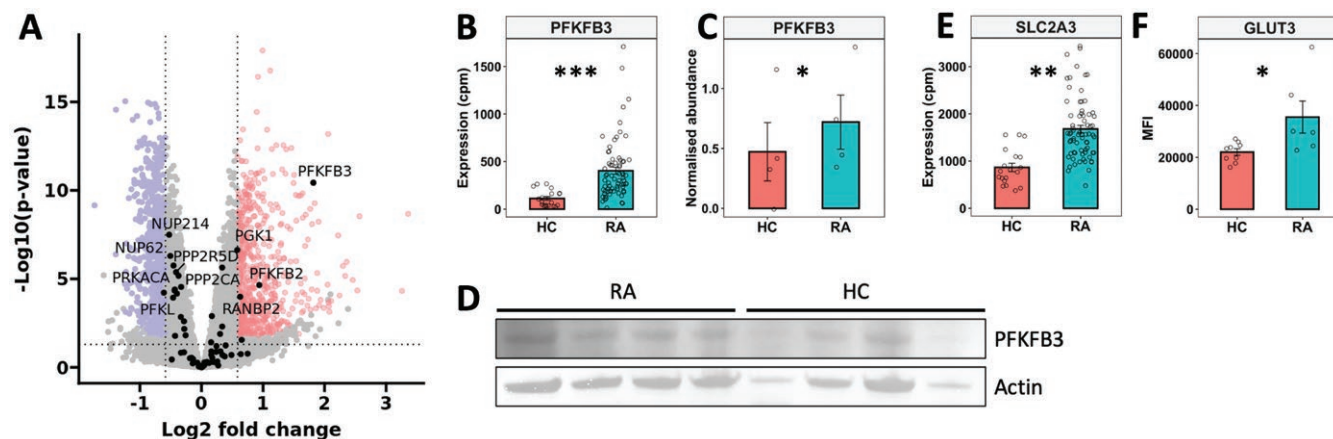 A
-Log10(p-value)
15
10
5
0
-1
0
1
2
3
Log2 fold change
PFKFB3
NUP214
PGK1
NUP62
PPP2R5D
PRKACA
PPP2CA
PFKFB2
PFKL
RANBP2
B
PFKFB3
Expression (cpm)
1500
1000
500
0
***
HC
RA
C
PFKFB3
Normalised abundance
1.0
0.5
0.0
*
HC
RA
E
SLC2A3
Expression (cpm)
3000
2000
1000
0
**
HC
RA
F
GLUT3
MFI
60000
40000
20000
0
*
HC
RA
D
RA
HC
PFKFB3
Actin